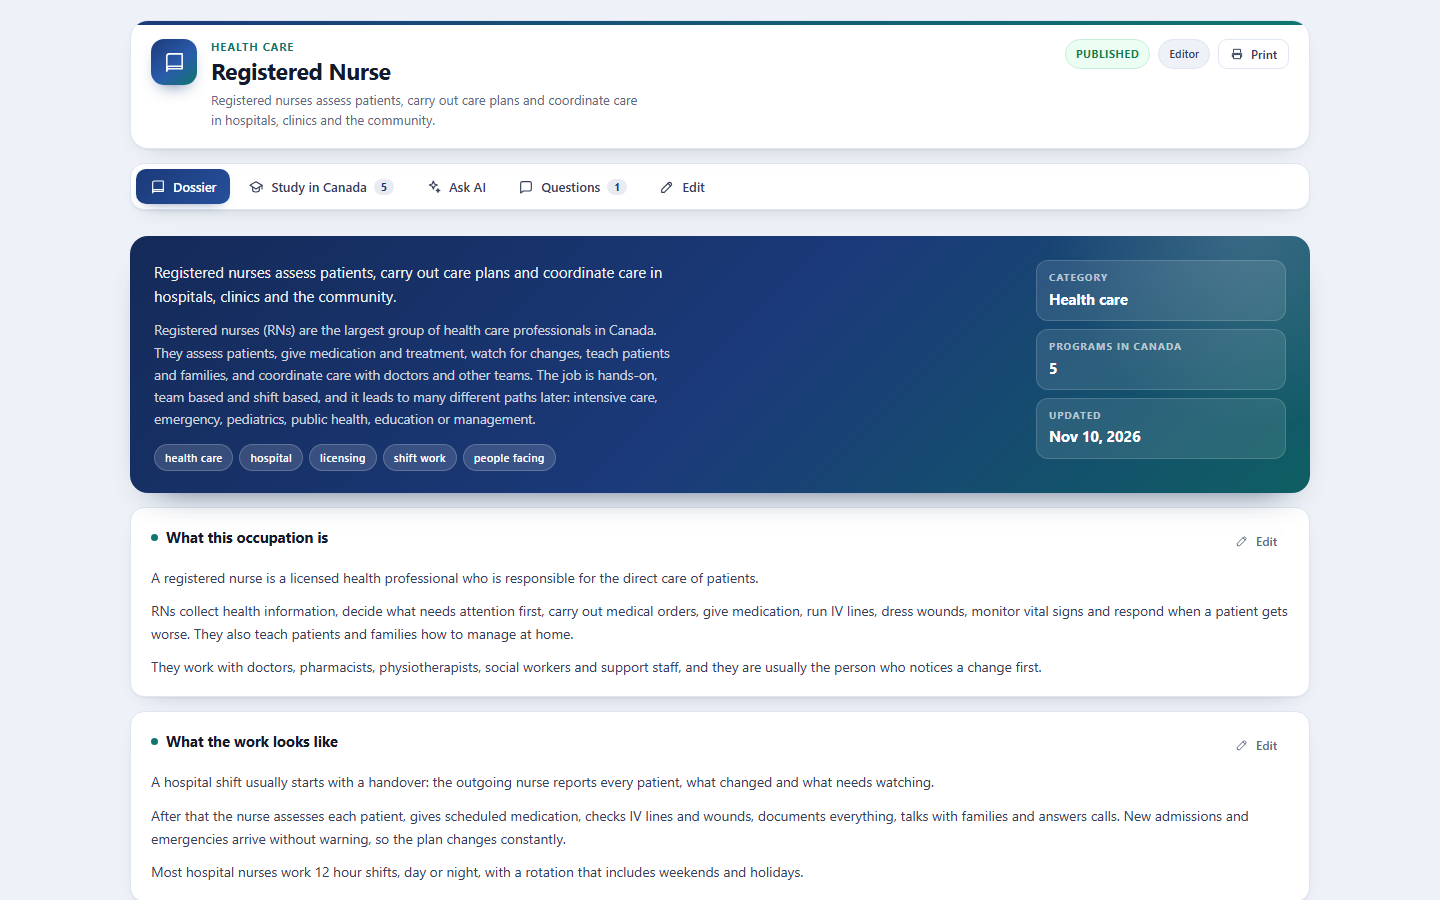 HEALTH CARE
Registered Nurse
Registered nurses assess patients, carry out care plans and coordinate care
in hospitals, clinics and the community.
PUBLISHED
Editor
Print
Dossier
Study in Canada 5
Ask AI
Questions 1
Edit
Registered nurses assess patients, carry out care plans and coordinate care in
hospitals, clinics and the community.
Registered nurses (RNs) are the largest group of health care professionals in Canada.
They assess patients, give medication and treatment, watch for changes, teach patients
and families, and coordinate care with doctors and other teams. The job is hands-on,
team based and shift based, and it leads to many different paths later: intensive care,
emergency, pediatrics, public health, education or management.
health care
hospital
licensing
shift work
people facing
CATEGORY
Health care
PROGRAMS IN CANADA
5
UPDATED
Nov 10, 2026
What this occupation is
Edit
A registered nurse is a licensed health professional who is responsible for the direct care of patients.
RNs collect health information, decide what needs attention first, carry out medical orders, give medication, run IV lines, dress wounds, monitor vital signs and respond when a patient gets
worse. They also teach patients and families how to manage at home.
They work with doctors, pharmacists, physiotherapists, social workers and support staff, and they are usually the person who notices a change first.
What the work looks like
Edit
A hospital shift usually starts with a handover: the outgoing nurse reports every patient, what changed and what needs watching.
After that the nurse assesses each patient, gives scheduled medication, checks IV lines and wounds, documents everything, talks with families and answers calls. New admissions and
emergencies arrive without warning, so the plan changes constantly.
Most hospital nurses work 12 hour shifts, day or night, with a rotation that includes weekends and holidays.